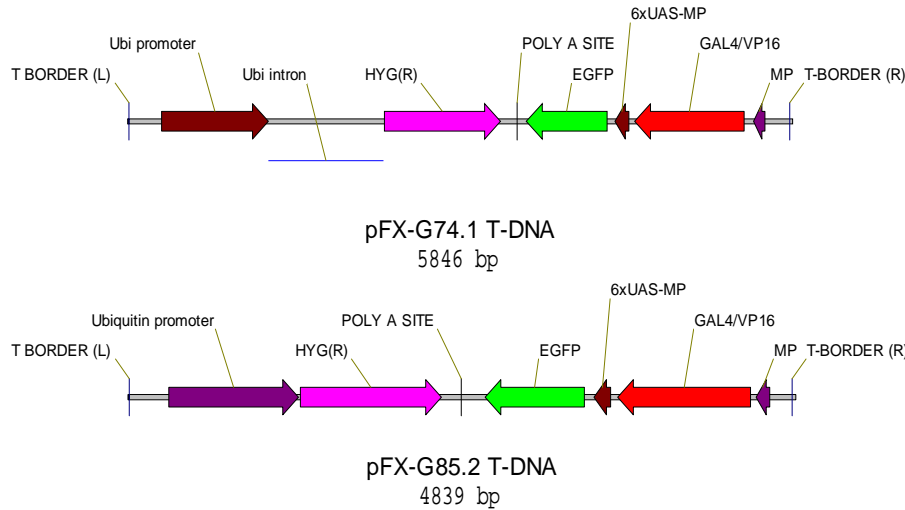 6xUAS-MP
Ubi promoter
POLY A SITE
GAL4/VP16
T BORDER (L)
Ubi intron
HYG(R)
EGFP
MP
T-BORDER (R)
pFX-G74.1 T-DNA
5846 bp
6xUAS-MP
Ubiquitin promoter
POLY A SITE
GAL4/VP16
T BORDER (L)
HYG(R)
EGFP
MP
T-BORDER (R)
pFX-G85.2 T-DNA
4839 bp